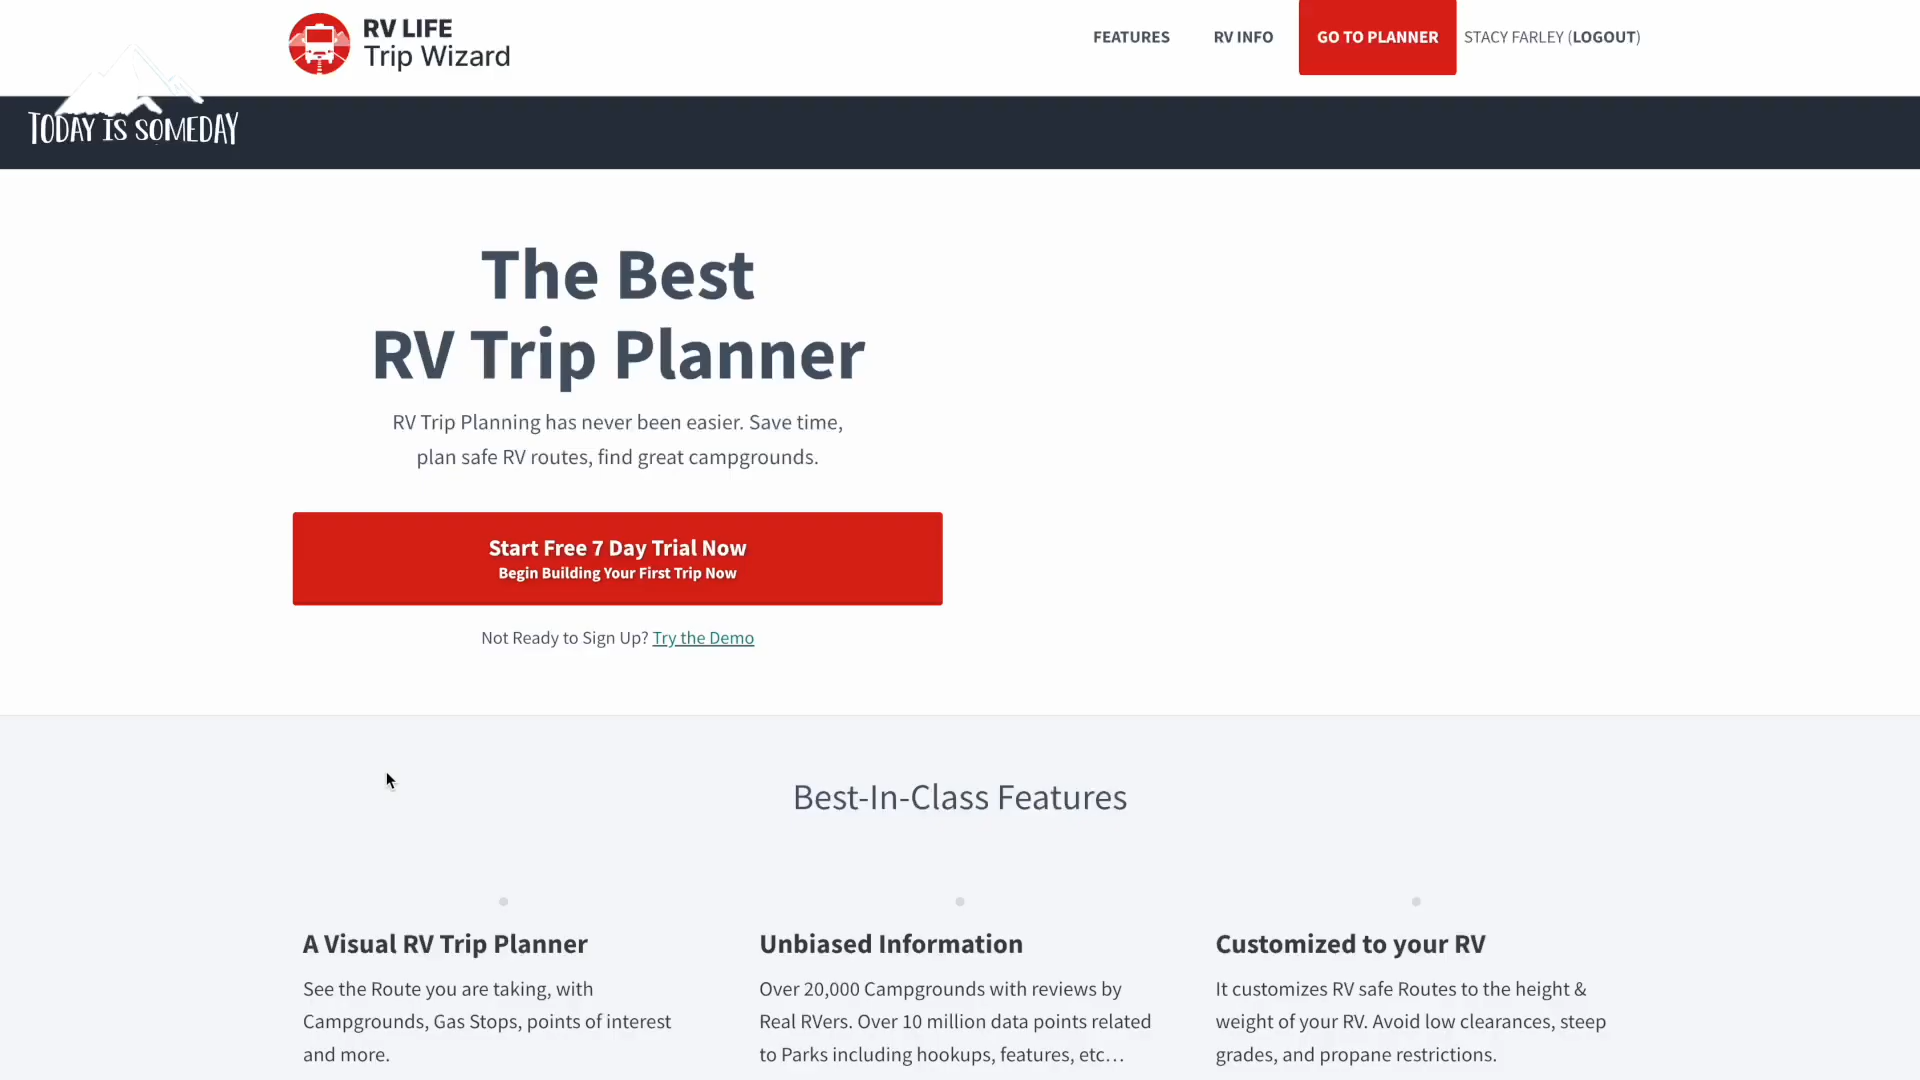 RV LIFE
Trip Wizard
FEATURES
RV INFO
GO TO PLANNER
STACY FARLEY (LOGOUT)
TODAY IS SOMEDAY
The Best
RV Trip Planner
RV Trip Planning has never been easier. Save time,
plan safe RV routes, find great campgrounds.
Start Free 7 Day Trial Now
Begin Building Your First Trip Now
Not Ready to Sign Up? Try the Demo
Best-In-Class Features
A Visual RV Trip Planner
See the Route you are taking, with
Campgrounds, Gas Stops, points of interest
and more.
Unbiased Information
Over 20,000 Campgrounds with reviews by
Real RVers. Over 10 million data points related
to Parks including hookups, features, etc…
Customized to your RV
It customizes RV safe Routes to the height &
weight of your RV. Avoid low clearances, steep
grades, and propane restrictions.